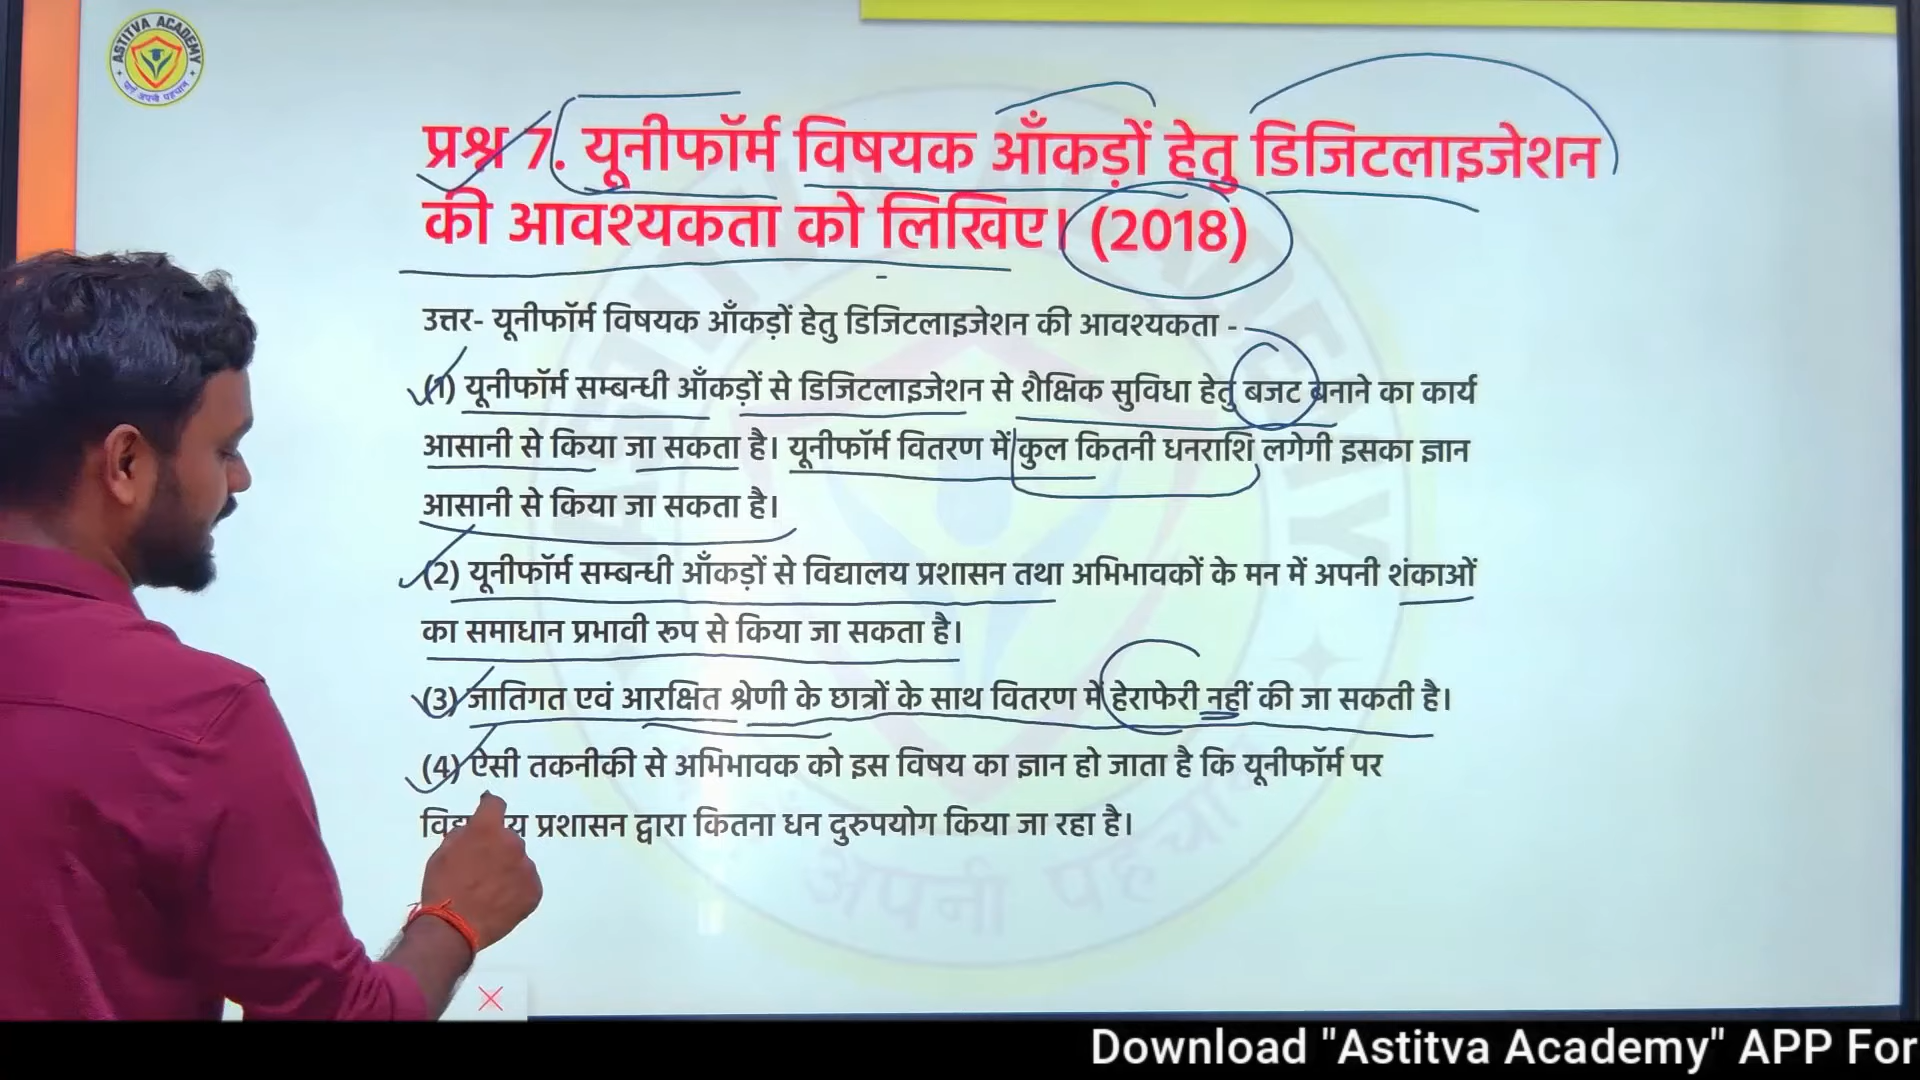 ASTITVA ACADEMY
प्रश्न 7. यूनीफॉर्म विषयक आँकड़ों हेतु डिजिटलाइजेशन
की आवश्यकता को लिखिए। (2018)
उत्तर- यूनीफॉर्म विषयक आँकड़ों हेतु डिजिटलाइजेशन की आवश्यकता -
(1) यूनीफॉर्म सम्बन्धी आँकड़ों से डिजिटलाइजेशन से शैक्षिक सुविधा हेतु बजट बनाने का कार्य
आसानी से किया जा सकता है। यूनीफॉर्म वितरण में कुल कितनी धनराशि लगेगी इसका ज्ञान
आसानी से किया जा सकता है।
(2) यूनीफॉर्म सम्बन्धी आँकड़ों से विद्यालय प्रशासन तथा अभिभावकों के मन में अपनी शंकाओं
का समाधान प्रभावी रूप से किया जा सकता है।
(3) जातिगत एवं आरक्षित श्रेणी के छात्रों के साथ वितरण में हेराफेरी नहीं की जा सकती है।
(4) ऐसी तकनीकी से अभिभावक को इस विषय का ज्ञान हो जाता है कि यूनीफॉर्म पर
प्रशासन द्वारा कितना धन दुरुपयोग किया जा रहा है।
अपनी पहचान
Download "Astitva Academy" APP For